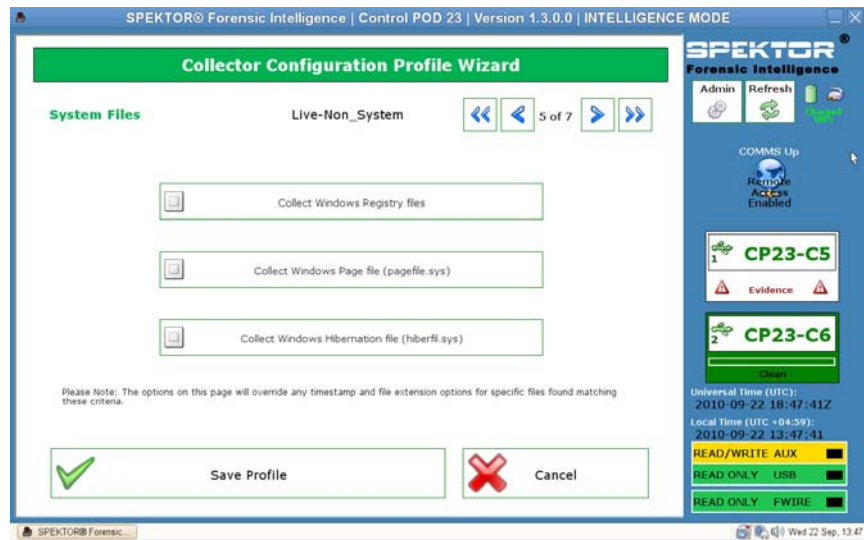 SPEKTOR® Forensic Intelligence | Control POD 23 | Version 1.3.0.0 | INTELLIGENCE MODE
Collector Configuration Profile Wizard
System Files
Live-Non_System
5 of 7
Collect Windows Registry files
Collect Windows Page file (pagefile.sys)
Collect Windows Hibernation file (hiberfil.sys)
Please Note: The options on this page will override any timestamp and file extension options for specific files found matching
these criteria.
Save Profile
Cancel
SPEKTOR®
Forensic Intelligence
Admin
Refresh
Charged
100%
COMMS Up
Remote
Access
Enabled
1
CP23-C5
Evidence
2
CP23-C6
Clean
Universal Time (UTC):
2010-09-22 18:47:41Z
Local Time (UTC +04:59):
2010-09-22 13:47:41
READ/WRITE AUX
READ ONLY USB
READ ONLY FWIRE
SPEKTOR® Forensic...
Wed 22 Sep, 13:47